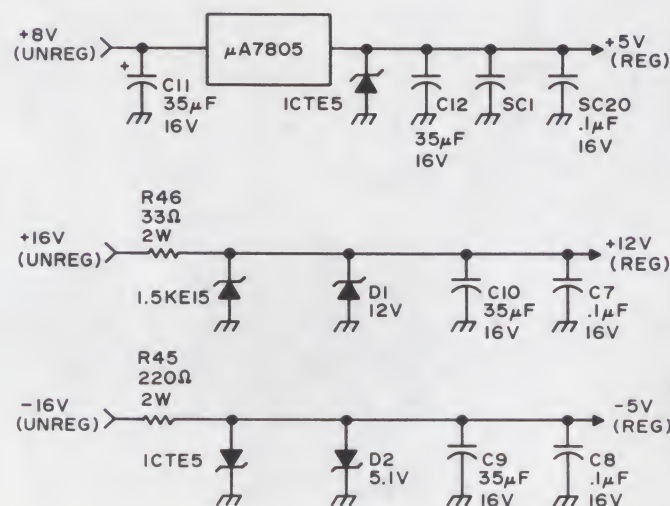 +8V
(UNREG)
+
C11
35µF
16V
µA7805
ICTE5
C12
35µF
16V
SC1
SC20
.1µF
16V
+5V
(REG)
R46
33Ω
2W
+16V
(UNREG)
1.5KE15
D1
12V
C10
35µF
16V
C7
.1µF
16V
+12V
(REG)
R45
220Ω
2W
-16V
(UNREG)
ICTE5
D2
5.1V
C9
35µF
16V
C8
.1µF
16V
-5V
(REG)